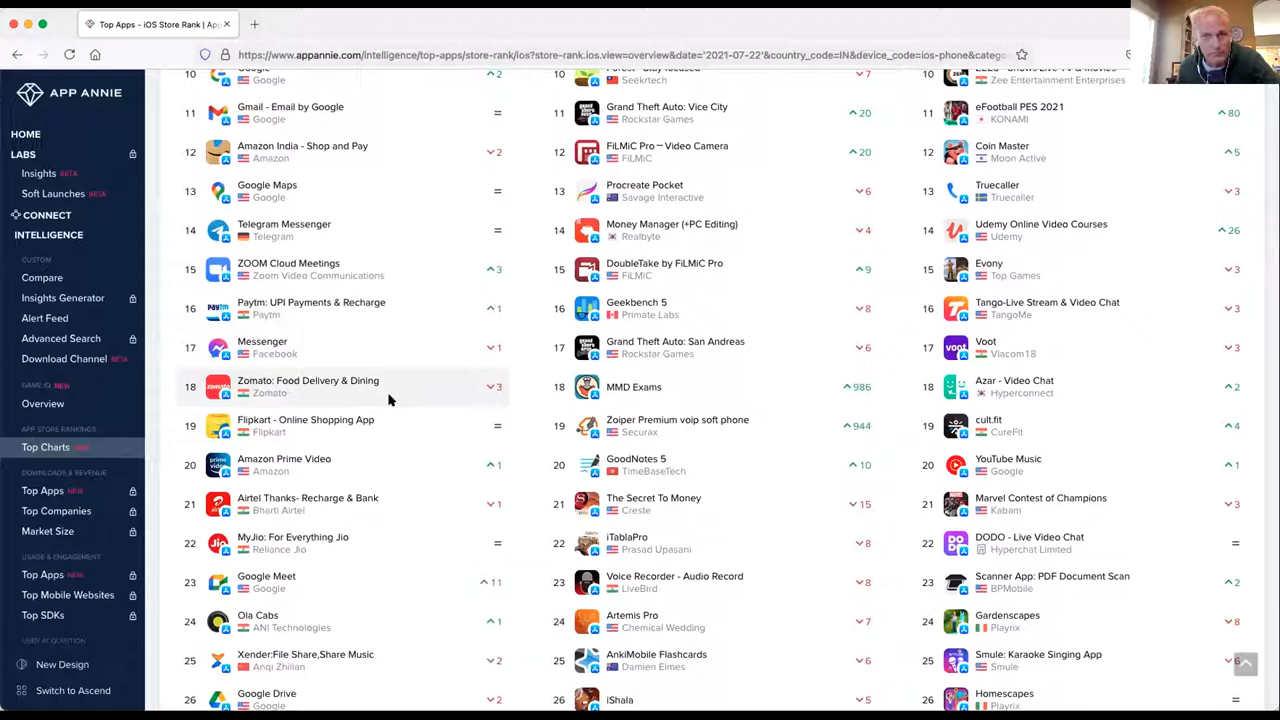 Top Apps - iOS Store Rank | Ap
https://www.appannie.com/intelligence/top-apps/store-rank/ios?store-rank.ios.view=overview&date='2021-07-22'&country_code=IN&device_code=ios-phone&catego
APP ANNIE
HOME
LABS
Insights BETA
Soft Launches BETA
CONNECT
INTELLIGENCE
CUSTOM
Compare
Insights Generator
Alert Feed
Advanced Search
Download Channel BETA
GAME IQ NEW
Overview
APP STORE RANKINGS
Top Charts NEW
DOWNLOADS & REVENUE
Top Apps NEW
Top Companies
Market Size
USAGE & ENGAGEMENT
Top Apps NEW
Top Mobile Websites
Top SDKs
USER ACQUISITION
New Design
Switch to Ascend
10 Google 2
Google
11 Gmail - Email by Google =
Google
12 Amazon India - Shop and Pay 2
Amazon
13 Google Maps =
Google
14 Telegram Messenger =
Telegram
15 ZOOM Cloud Meetings 3
Zoom Video Communications
16 Paytm: UPI Payments & Recharge 1
Paytm
17 Messenger 1
Facebook
18 Zomato: Food Delivery & Dining 3
Zomato
19 Flipkart - Online Shopping App =
Flipkart
20 Amazon Prime Video 1
Amazon
21 Airtel Thanks- Recharge & Bank 1
Bharti Airtel
22 MyJio: For Everything Jio =
Reliance Jio
23 Google Meet 11
Google
24 Ola Cabs 1
ANI Technologies
25 Xender:File Share,Share Music 2
Anqi Zhilian
26 Google Drive 2
Google
10 7
Seekrtech
11 Grand Theft Auto: Vice City 20
Rockstar Games
12 FiLMiC Pro–Video Camera 20
FiLMiC
13 Procreate Pocket 6
Savage Interactive
14 Money Manager (+PC Editing) 4
Realbyte
15 DoubleTake by FiLMiC Pro 9
FiLMiC
16 Geekbench 5 8
Primate Labs
17 Grand Theft Auto: San Andreas 6
Rockstar Games
18 MMD Exams 986
19 Zoiper Premium voip soft phone 944
Securax
20 GoodNotes 5 10
TimeBaseTech
21 The Secret To Money 15
Creste
22 iTablaPro 8
Prasad Upasani
23 Voice Recorder - Audio Record 8
LiveBird
24 Artemis Pro 7
Chemical Wedding
25 AnkiMobile Flashcards 6
Damien Elmes
26 iShala 5
10
Zee Entertainment Enterprises
11 eFootball PES 2021 80
KONAMI
12 Coin Master 5
Moon Active
13 Truecaller 3
Truecaller
14 Udemy Online Video Courses 26
Udemy
15 Evony 3
Top Games
16 Tango-Live Stream & Video Chat 3
TangoMe
17 Voot 3
Viacom18
18 Azar - Video Chat 2
Hyperconnect
19 cult.fit 4
CureFit
20 YouTube Music 1
Google
21 Marvel Contest of Champions 3
Kabam
22 DODO - Live Video Chat =
Hyperchat Limited
23 Scanner App: PDF Document Scan 2
BPMobile
24 Gardenscapes 8
Playrix
25 Smule: Karaoke Singing App 6
Smule
26 Homescapes =
Playrix